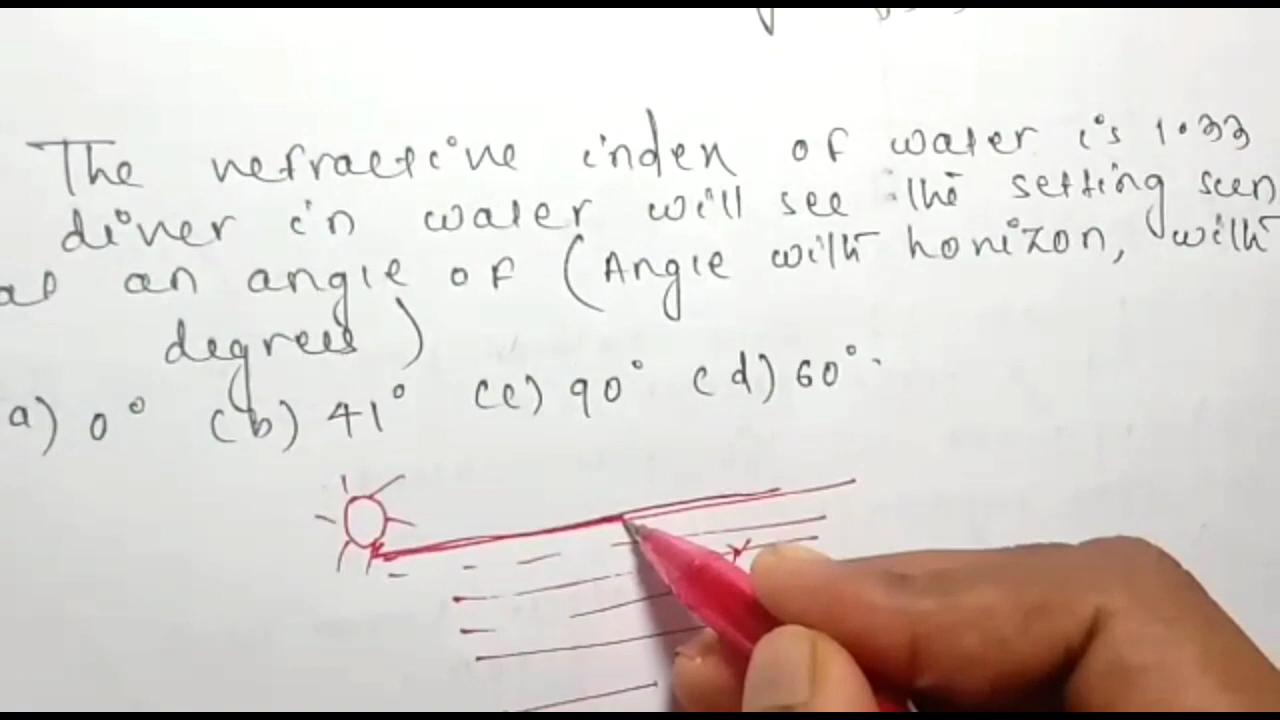 The refractive index of water is 1.33
diver in water will see the setting sun
at an angle of (Angle with horizon, with
degrees)
a) 0° (b) 41° (c) 90° (d) 60°.